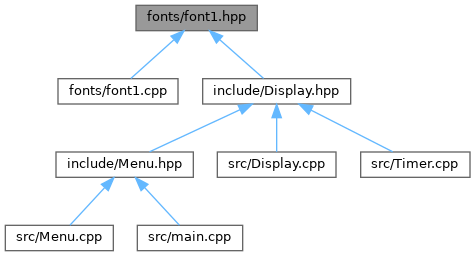 fonts/font1.hpp
fonts/font1.cpp
include/Display.hpp
include/Menu.hpp
src/Display.cpp
src/Timer.cpp
src/Menu.cpp
src/main.cpp